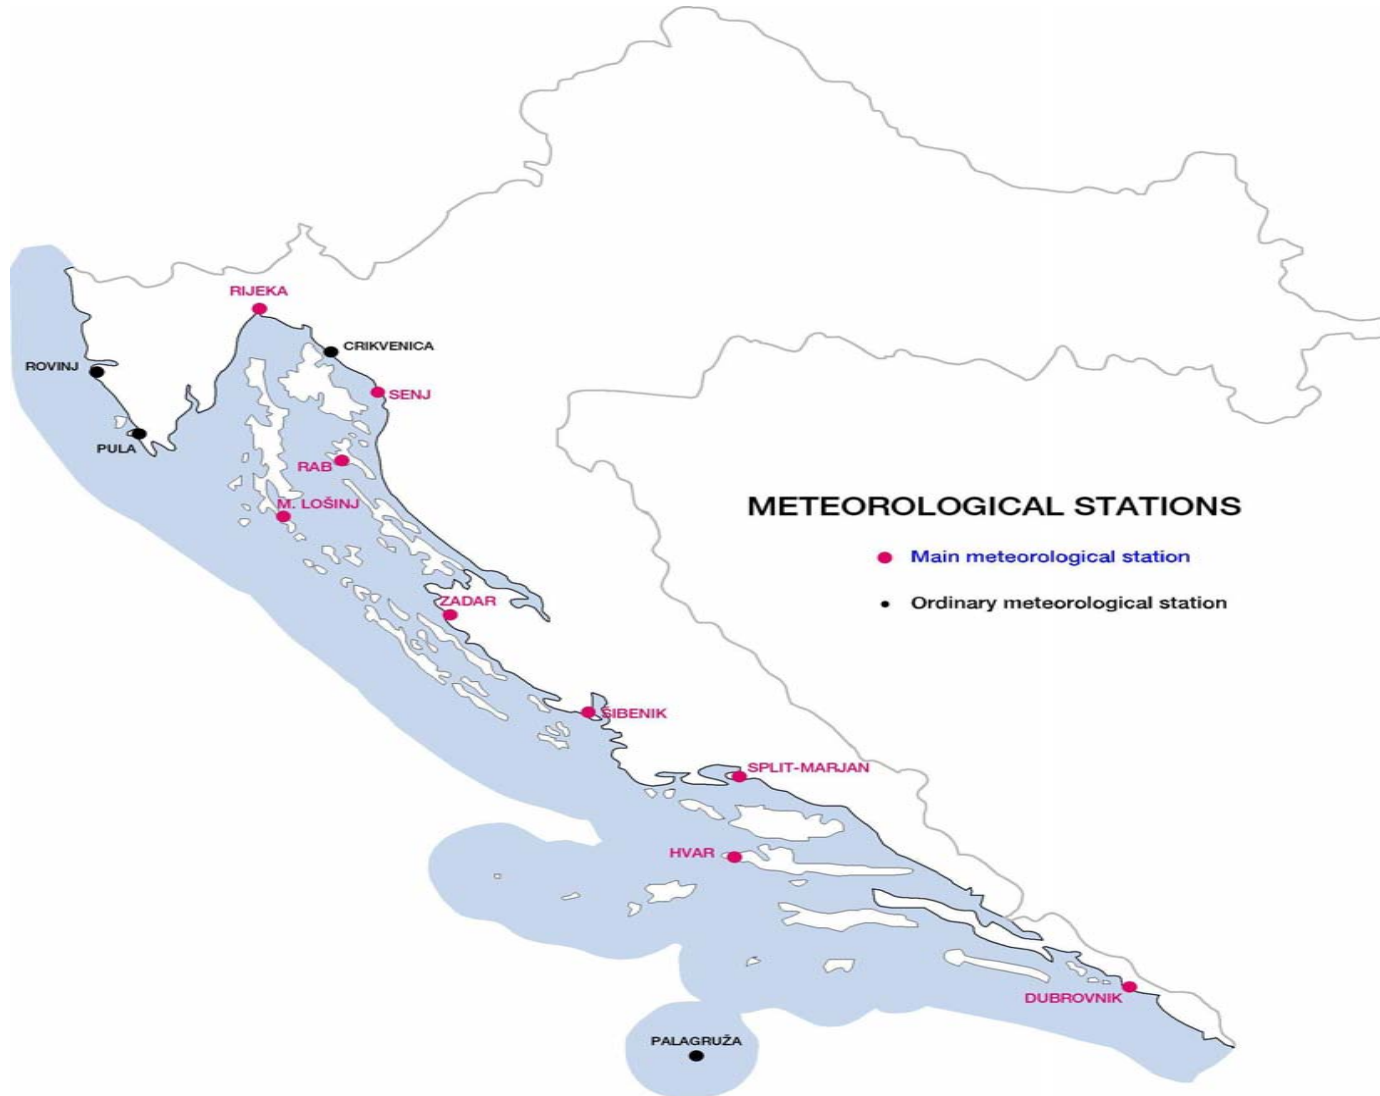 RIJEKA
CRIKVENICA
ROVINJ
SENJ
PULA
RAB
M. LOŠINJ
METEOROLOGICAL STATIONS
Main meteorological station
Ordinary meteorological station
ZADAR
ŠIBENIK
SPLIT-MARJAN
HVAR
DUBROVNIK
PALAGRUŽA